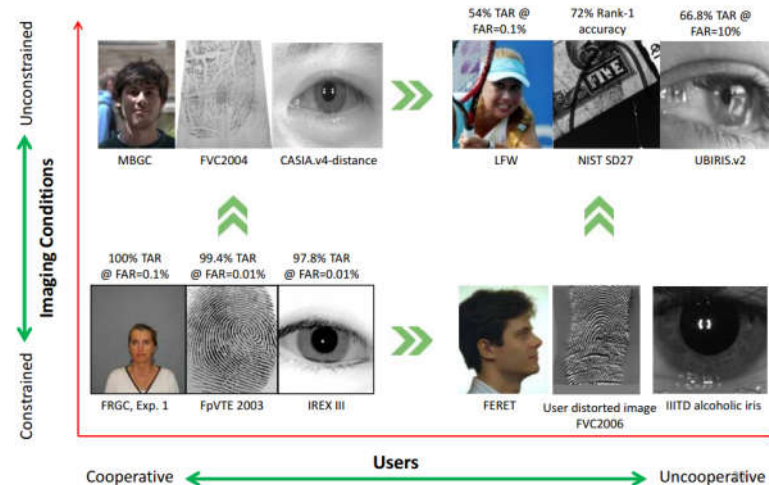 54% TAR @
FAR=0.1%
72% Rank-1
accuracy
66.8% TAR @
FAR=10%
Unconstrained
MBGC
FVC2004
CASIA.v4-distance
LFW
FIVE
NIST SD27
UBIRIS.v2
Imaging Conditions
100% TAR
@ FAR=0.1%
99.4% TAR
@ FAR=0.01%
97.8% TAR
@ FAR=0.01%
Constrained
FRGC, Exp. 1
FpVTE 2003
IREX III
FERET
User distorted image
FVC2006
IIITD alcoholic iris
Users
Cooperative
Uncooperative